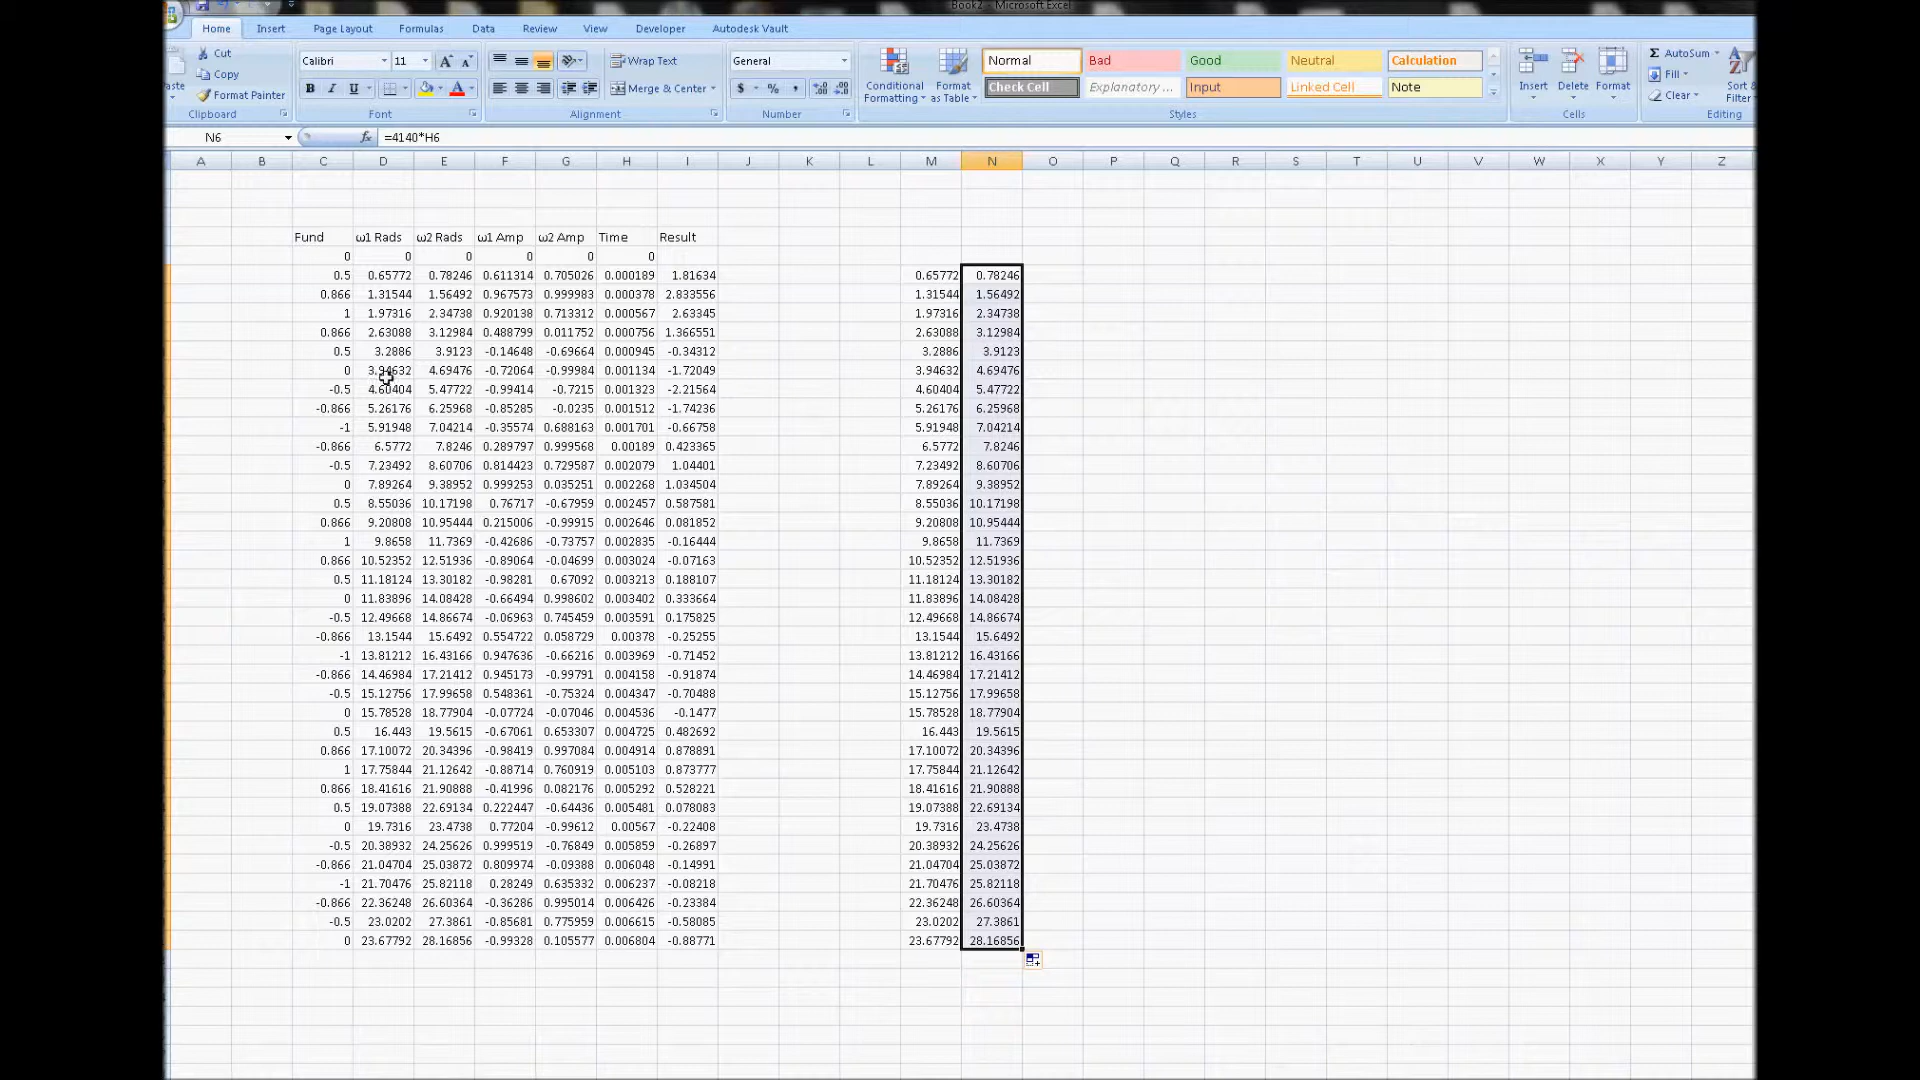 Book2 - Microsoft Excel
Home Insert Page Layout Formulas Data Review View Developer Autodesk Vault
Cut Calibri 11 Wrap Text General Normal Bad Good Neutral Calculation AutoSum
Copy Conditional Formatting Format as Table Insert Delete Format Fill
Format Painter Merge & Center $ % Check Cell Explanatory ... Input Linked Cell Note Clear
Clipboard Font Alignment Number Styles Cells Editing
N6 fx =4140*H6
A B C D E F G H I J K L M N O P Q R S T U V W X Y Z
Fund ω1 Rads ω2 Rads ω1 Amp ω2 Amp Time Result
0 0 0 0 0 0
0.5 0.65772 0.78246 0.611314 0.705026 0.000189 1.81634 0.65772 0.78246
0.866 1.31544 1.56492 0.967573 0.999983 0.000378 2.833556 1.31544 1.56492
1 1.97316 2.34738 0.920138 0.713312 0.000567 2.63345 1.97316 2.34738
0.866 2.63088 3.12984 0.488799 0.011752 0.000756 1.366551 2.63088 3.12984
0.5 3.2886 3.9123 -0.14648 -0.69664 0.000945 -0.34312 3.2886 3.9123
0 3.94632 4.69476 -0.72064 -0.99984 0.001134 -1.72049 3.94632 4.69476
-0.5 4.60404 5.47722 -0.99414 -0.7215 0.001323 -2.21564 4.60404 5.47722
-0.866 5.26176 6.25968 -0.85285 -0.0235 0.001512 -1.74236 5.26176 6.25968
-1 5.91948 7.04214 -0.35574 0.688163 0.001701 -0.66758 5.91948 7.04214
-0.866 6.5772 7.8246 0.289797 0.999568 0.00189 0.423365 6.5772 7.8246
-0.5 7.23492 8.60706 0.814423 0.729587 0.002079 1.04401 7.23492 8.60706
0 7.89264 9.38952 0.999253 0.035251 0.002268 1.034504 7.89264 9.38952
0.5 8.55036 10.17198 0.76717 -0.67959 0.002457 0.587581 8.55036 10.17198
0.866 9.20808 10.95444 0.215006 -0.99915 0.002646 0.081852 9.20808 10.95444
1 9.8658 11.7369 -0.42686 -0.73757 0.002835 -0.16444 9.8658 11.7369
0.866 10.52352 12.51936 -0.89064 -0.04699 0.003024 -0.07163 10.52352 12.51936
0.5 11.18124 13.30182 -0.98281 0.67092 0.003213 0.188107 11.18124 13.30182
0 11.83896 14.08428 -0.66494 0.998602 0.003402 0.333664 11.83896 14.08428
-0.5 12.49668 14.86674 -0.06963 0.745459 0.003591 0.175825 12.49668 14.86674
-0.866 13.1544 15.6492 0.554722 0.058729 0.00378 -0.25255 13.1544 15.6492
-1 13.81212 16.43166 0.947636 -0.66216 0.003969 -0.71452 13.81212 16.43166
-0.866 14.46984 17.21412 0.945173 -0.99791 0.004158 -0.91874 14.46984 17.21412
-0.5 15.12756 17.99658 0.548361 -0.75324 0.004347 -0.70488 15.12756 17.99658
0 15.78528 18.77904 -0.07724 -0.07046 0.004536 -0.1477 15.78528 18.77904
0.5 16.443 19.5615 -0.67061 0.653307 0.004725 0.482692 16.443 19.5615
0.866 17.10072 20.34396 -0.98419 0.997084 0.004914 0.878891 17.10072 20.34396
1 17.75844 21.12642 -0.88714 0.760919 0.005103 0.873777 17.75844 21.12642
0.866 18.41616 21.90888 -0.41996 0.082176 0.005292 0.528221 18.41616 21.90888
0.5 19.07388 22.69134 0.222447 -0.64436 0.005481 0.078083 19.07388 22.69134
0 19.7316 23.4738 0.77204 -0.99612 0.00567 -0.22408 19.7316 23.4738
-0.5 20.38932 24.25626 0.999519 -0.76849 0.005859 -0.26897 20.38932 24.25626
-0.866 21.04704 25.03872 0.809974 -0.09388 0.006048 -0.14991 21.04704 25.03872
-1 21.70476 25.82118 0.28249 0.635332 0.006237 -0.08218 21.70476 25.82118
-0.866 22.36248 26.60364 -0.36286 0.995014 0.006426 -0.23384 22.36248 26.60364
-0.5 23.0202 27.3861 -0.85681 0.775959 0.006615 -0.58085 23.0202 27.3861
0 23.67792 28.16856 -0.99328 0.105577 0.006804 -0.88771 23.67792 28.16856